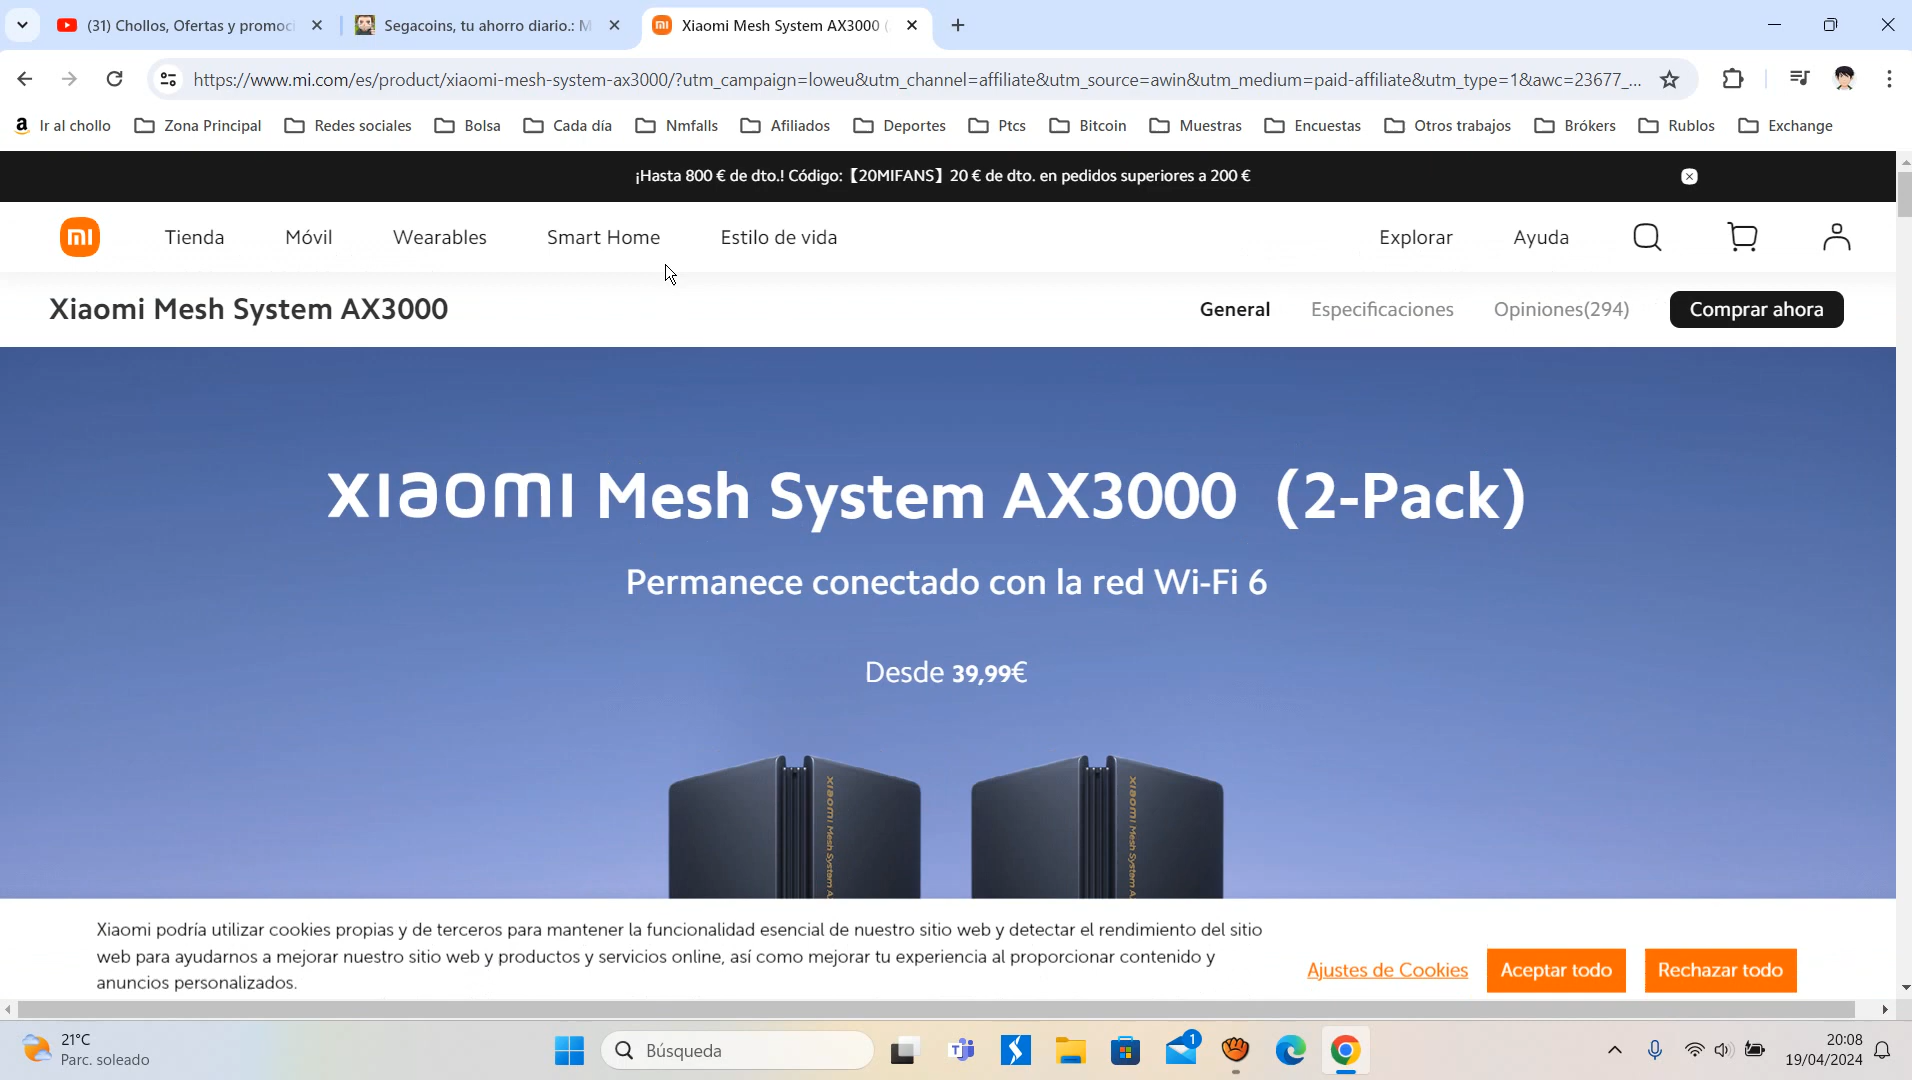 (31) Chollos, Ofertas y promoci
Segacoins, tu ahorro diario.: M
Xiaomi Mesh System AX3000 (
https://www.mi.com/es/product/xiaomi-mesh-system-ax3000/?utm_campaign=loweu&utm_channel=affiliate&utm_source=awin&utm_medium=paid-affiliate&utm_type=1&awc=23677_...
Ir al chollo Zona Principal Redes sociales Bolsa Cada día Nmfalls Afiliados Deportes Ptcs Bitcoin Muestras Encuestas Otros trabajos Brókers Rublos Exchange
¡Hasta 800 € de dto.! Código:【20MIFANS】20 € de dto. en pedidos superiores a 200 €
Tienda Móvil Wearables Smart Home Estilo de vida Explorar Ayuda
Xiaomi Mesh System AX3000
General Especificaciones Opiniones(294) Comprar ahora
xiaomi Mesh System AX3000 (2-Pack)
Permanece conectado con la red Wi-Fi 6
Desde 39,99€
xiaomi Mesh System A
xiaomi Mesh System A
Xiaomi podría utilizar cookies propias y de terceros para mantener la funcionalidad esencial de nuestro sitio web y detectar el rendimiento del sitio
web para ayudarnos a mejorar nuestro sitio web y productos y servicios online, así como mejorar tu experiencia al proporcionar contenido y
anuncios personalizados.
Ajustes de Cookies Aceptar todo Rechazar todo
21°C
Parc. soleado
Búsqueda
1
20:08
19/04/2024